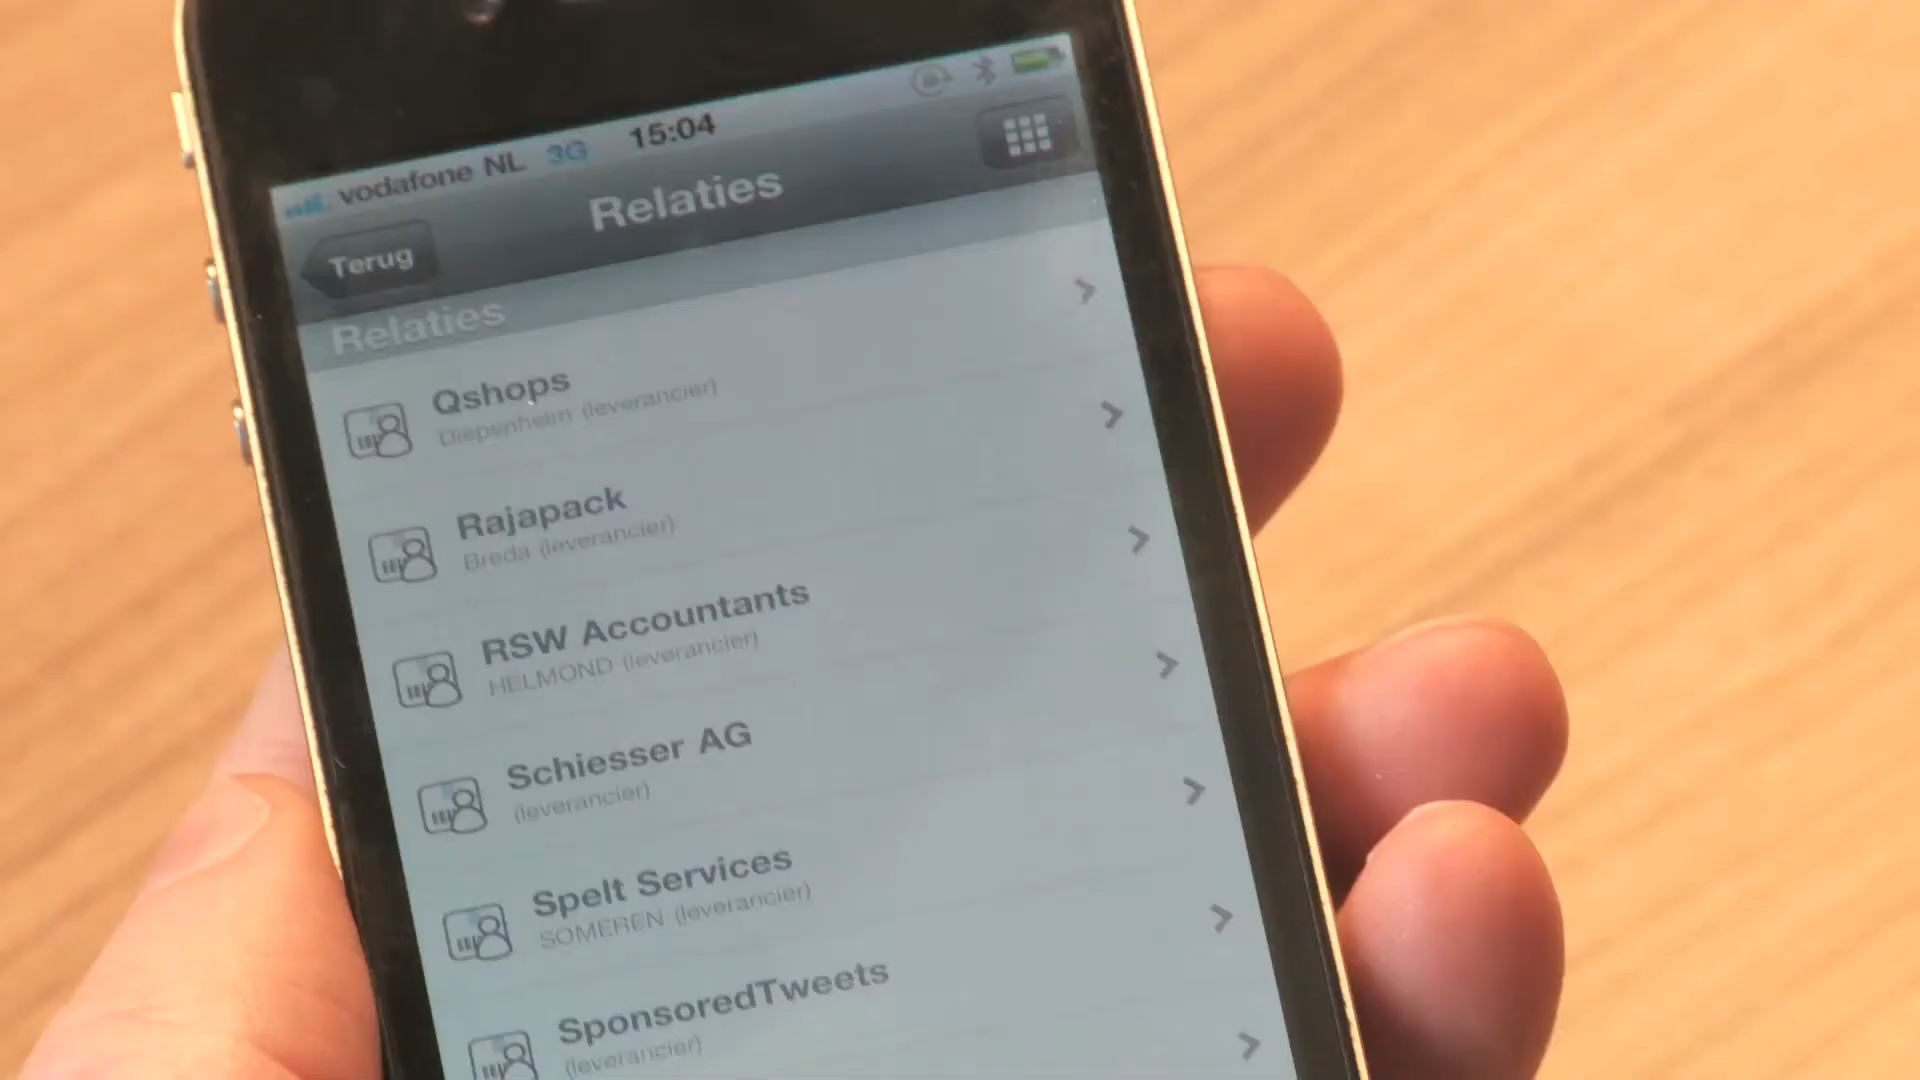 vodafone NL 3G 15:04
Terug
Relaties
Relaties
Qshops
Diepenheim (leverancier)
Rajapack
Breda (leverancier)
RSW Accountants
HELMOND (leverancier)
Schiesser AG
(leverancier)
Spelt Services
SOMEREN (leverancier)
SponsoredTweets
(leverancier)